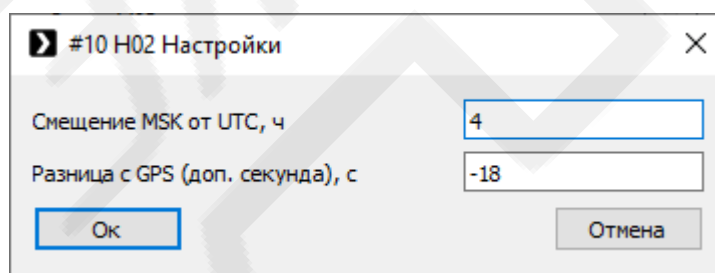 #10 H02 Настройки
Смещение MSK от UTC, ч 4
Разница с GPS (доп. секунда), с -18
Ок Отмена